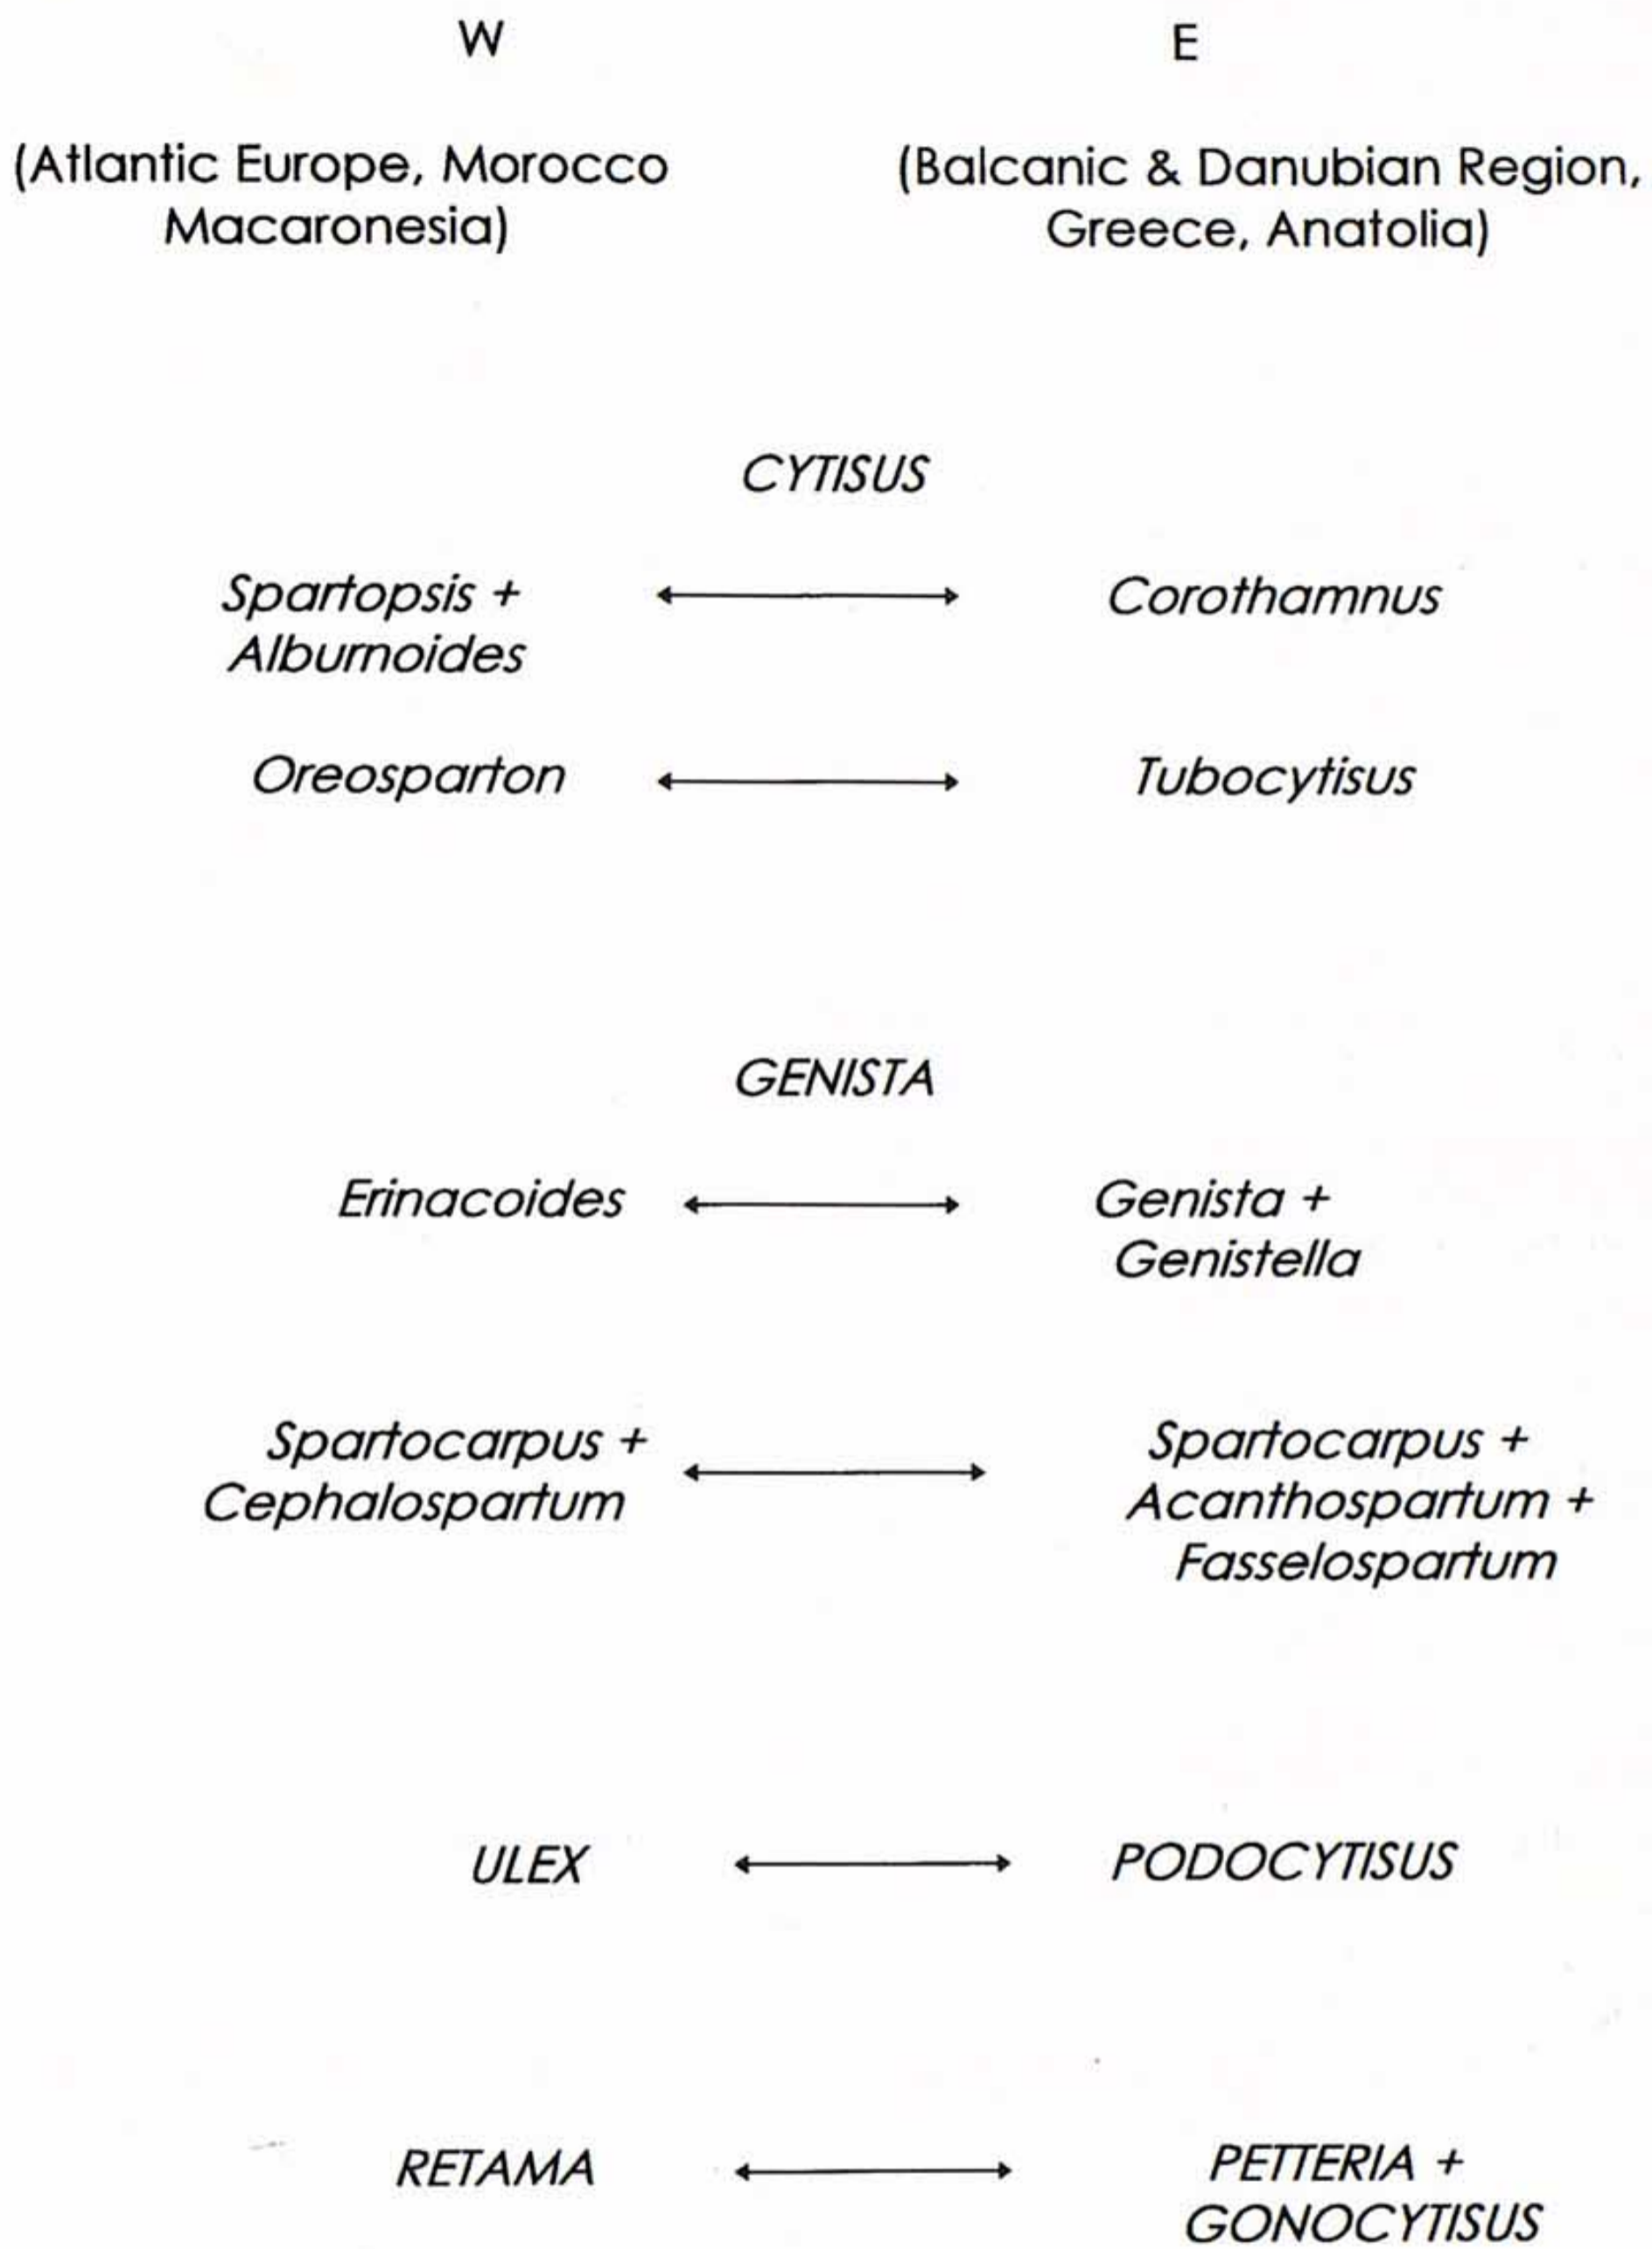 W
E
(Atlantic Europe, Morocco
Macaronesia)
(Balcanic & Danubian Region,
Greece, Anatolia)
CYTISUS
Spartopsis +
Alburnoides
Corothamnus
Oreosparton
Tubocytisus
GENISTA
Erinacoides
Genista +
Genistella
Spartocarpus +
Cephalospartum
Spartocarpus +
Acanthospartum +
Fasselospartum
ULEX
PODOCYTISUS
RETAMA
PETTERIA +
GONOCYTISUS